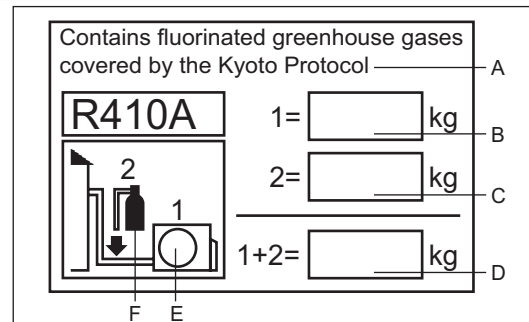 Contains fluorinated greenhouse gases
covered by the Kyoto Protocol
A
R410A
1=
kg
B
2
1
2=
kg
C
1+2=
kg
D
F
E